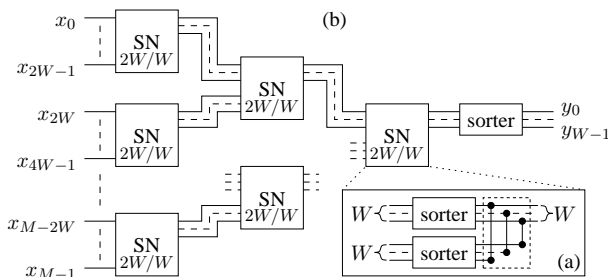 x0
(b)
SN
2W/W
x2W−1
SN
2W/W
x2W
SN
2W/W
SN
2W/W
sorter
y0
yW−1
x4W−1
SN
2W/W
xM−2W
SN
2W/W
xM−1
W
sorter
W
W
sorter
(a)